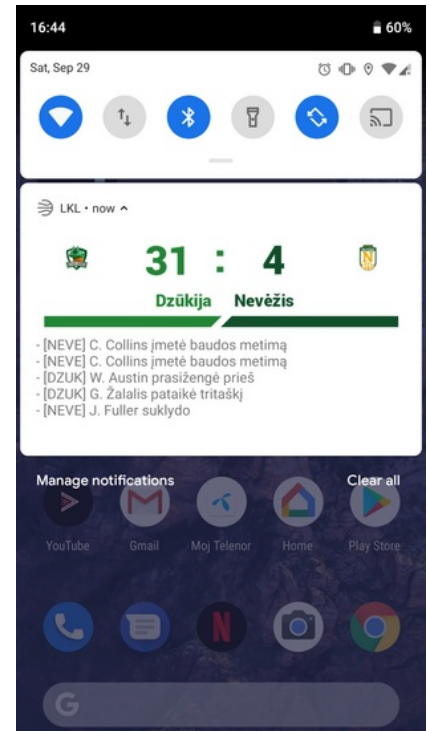 16:44
60%
Sat, Sep 29
LKL • now
31 : 4
Dzūkija Nevėžis
- [NEVE] C. Collins įmetė baudos metimą
- [NEVE] C. Collins įmetė baudos metimą
- [DZUK] W. Austin prasižengė prieš
- [DZUK] G. Žalalis pataikė tritaškį
- [NEVE] J. Fuller suklydo
Manage notifications
Clear all
YouTube
Gmail
Moj Telenor
Home
Play Store
N
G